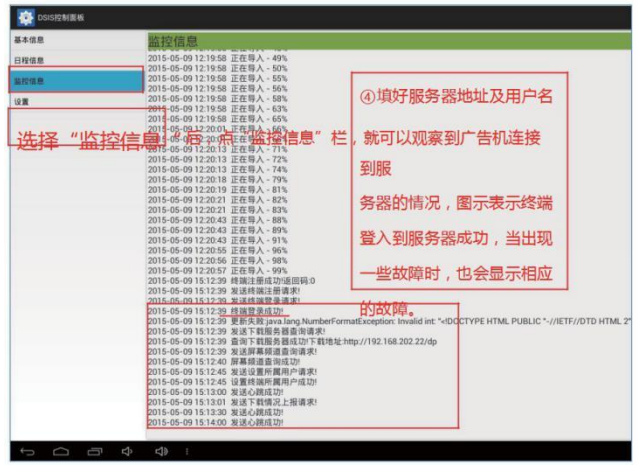 DSIS控制面板
基本信息
日程信息
监控信息
设置
监控信息
2015-05-09 12:19:58 正在导入 - 49%
2015-05-09 12:19:58 正在导入 - 50%
2015-05-09 12:19:58 正在导入 - 55%
2015-05-09 12:19:58 正在导入 - 56%
2015-05-09 12:19:58 正在导入 - 58%
2015-05-09 12:19:58 正在导入 - 63%
2015-05-09 12:19:58 正在导入 - 65%
2015-05-09 12:20:01 正在导入 - 66%
正在导入
2015-05-09 12:20:13 正在导入 - 71%
2015-05-09 12:20:13 正在导入 - 72%
2015-05-09 12:20:13 正在导入 - 74%
2015-05-09 12:20:18 正在导入 - 79%
2015-05-09 12:20:19 正在导入 - 81%
2015-05-09 12:20:21 正在导入 - 82%
2015-05-09 12:20:21 正在导入 - 83%
2015-05-09 12:20:43 正在导入 - 88%
2015-05-09 12:20:43 正在导入 - 89%
2015-05-09 12:20:43 正在导入 - 91%
2015-05-09 12:20:55 正在导入 - 96%
2015-05-09 12:20:56 正在导入 - 98%
2015-05-09 12:20:57 正在导入 - 99%
2015-05-09 15:12:39 终端注册成功!返回码:0
2015-05-09 15:12:39 发送终端注册请求!
2015-05-09 15:12:39 发送终端登录请求!
2015-05-09 15:12:39 终端登录成功!
2015-05-09 15:12:39 更新失败:java.lang.NumberFormatException: Invalid int: "<!DOCTYPE HTML PUBLIC "-//IETF//DTD HTML 2"
2015-05-09 15:12:39 发送下载服务器查询请求!
2015-05-09 15:12:39 查询下载服务器成功!下载地址:http://192.168.202.22/dp
2015-05-09 15:12:39 发送屏幕频道查询请求!
2015-05-09 15:12:40 屏幕频道查询成功!
2015-05-09 15:12:45 发送设置所属用户请求!
2015-05-09 15:12:45 设置终端所属用户成功!
2015-05-09 15:13:00 发送心跳成功!
2015-05-09 15:13:01 发送下载情况上报请求!
2015-05-09 15:13:30 发送心跳成功!
2015-05-09 15:14:00 发送心跳成功!
④填好服务器地址及用户名
选择“监控信息”后，点“监控信息”栏，就可以观察到广告机连接
到服
务器的情况，图示表示终端
登入到服务器成功，当出现
一些故障时，也会显示相应
的故障。